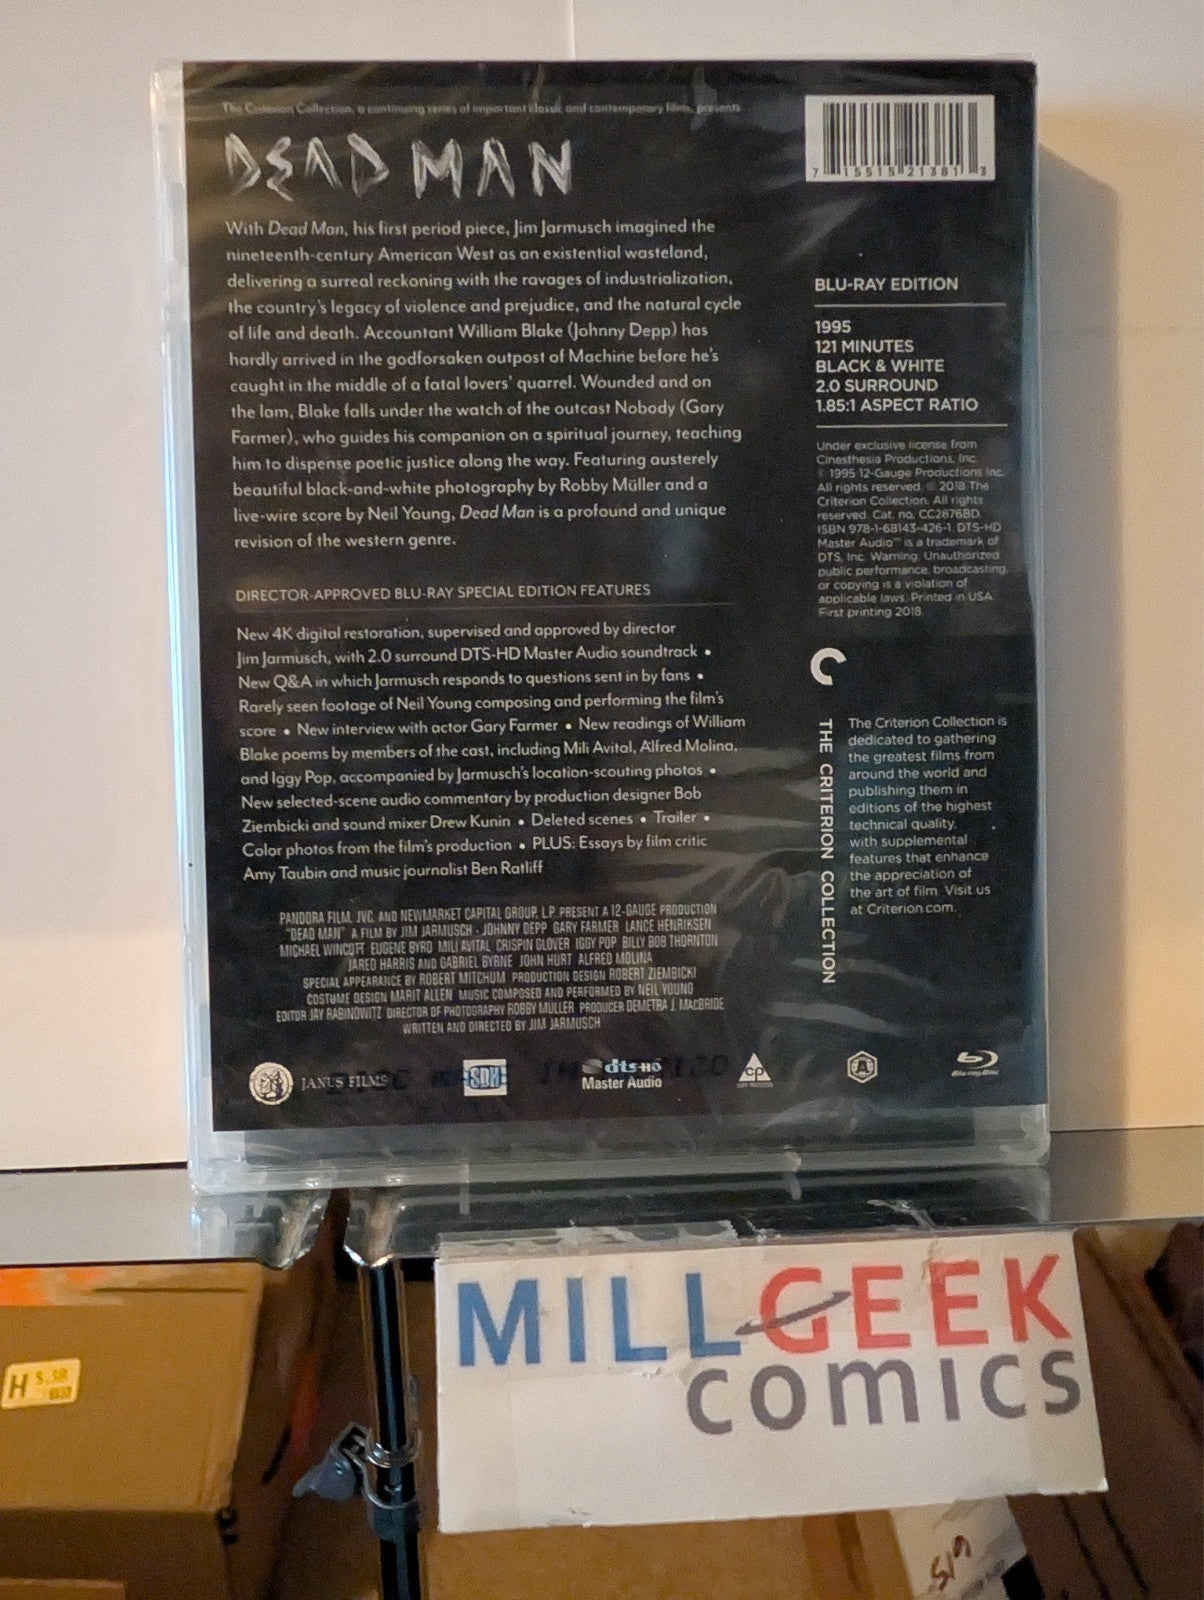 The Criterion Collection, a continuing series of important classic and contemporary films, presents
DEAD MAN
With Dead Man, his first period piece, Jim Jarmusch imagined the
nineteenth-century American West as an existential wasteland,
delivering a surreal reckoning with the ravages of industrialization,
the country's legacy of violence and prejudice, and the natural cycle
of life and death. Accountant William Blake (Johnny Depp) has
hardly arrived in the godforsaken outpost of Machine before he's
caught in the middle of a fatal lovers' quarrel. Wounded and on
the lam, Blake falls under the watch of the outcast Nobody (Gary
Farmer), who guides his companion on a spiritual journey, teaching
him to dispense poetic justice along the way. Featuring austerely
beautiful black-and-white photography by Robby Müller and a
live-wire score by Neil Young, Dead Man is a profound and unique
revision of the western genre.
DIRECTOR-APPROVED BLU-RAY SPECIAL EDITION FEATURES
New 4K digital restoration, supervised and approved by director
Jim Jarmusch, with 2.0 surround DTS-HD Master Audio soundtrack •
New Q&A in which Jarmusch responds to questions sent in by fans •
Rarely seen footage of Neil Young composing and performing the film's
score • New interview with actor Gary Farmer • New readings of William
Blake poems by members of the cast, including Mili Avital, Alfred Molina,
and Iggy Pop, accompanied by Jarmusch's location-scouting photos •
New selected-scene audio commentary by production designer Bob
Ziembicki and sound mixer Drew Kunin • Deleted scenes • Trailer •
Color photos from the film's production • PLUS: Essays by film critic
Amy Taubin and music journalist Ben Ratliff
PANDORA FILM, JVC, AND NEWMARKET CAPITAL GROUP, L.P. PRESENT A 12-GAUGE PRODUCTION
"DEAD MAN" A FILM BY JIM JARMUSCH • JOHNNY DEPP GARY FARMER LANCE HENRIKSEN
MICHAEL WINCOTT EUGENE BYRD MILI AVITAL CRISPIN GLOVER IGGY POP BILLY BOB THORNTON
JARED HARRIS AND GABRIEL BYRNE JOHN HURT ALFRED MOLINA
SPECIAL APPEARANCE BY ROBERT MITCHUM PRODUCTION DESIGN ROBERT ZIEMBICKI
COSTUME DESIGN MARIT ALLEN MUSIC COMPOSED AND PERFORMED BY NEIL YOUNG
EDITOR JAY RABINOWITZ DIRECTOR OF PHOTOGRAPHY ROBBY MÜLLER PRODUCER DEMETRA J. MACBRIDE
WRITTEN AND DIRECTED BY JIM JARMUSCH
JANUS FILMS
SDH
dts-HD
Master Audio
CP
A
Blu-ray Disc
7 15515 21381 3
BLU-RAY EDITION
1995
121 MINUTES
BLACK & WHITE
2.0 SURROUND
1.85:1 ASPECT RATIO
Under exclusive license from
Cinesthesia Productions, Inc.
© 1995 12-Gauge Productions Inc.
All rights reserved. © 2018 The
Criterion Collection. All rights
reserved. Cat. no. CC2876BD.
ISBN 978-1-68143-426-1. DTS-HD
Master Audio™ is a trademark of
DTS, Inc. Warning: Unauthorized
public performance, broadcasting,
or copying is a violation of
applicable laws. Printed in USA.
First printing 2018.
THE CRITERION COLLECTION
The Criterion Collection is
dedicated to gathering
the greatest films from
around the world and
publishing them in
editions of the highest
technical quality,
with supplemental
features that enhance
the appreciation of
the art of film. Visit us
at Criterion.com.
MILLGEEK
COMICS
H